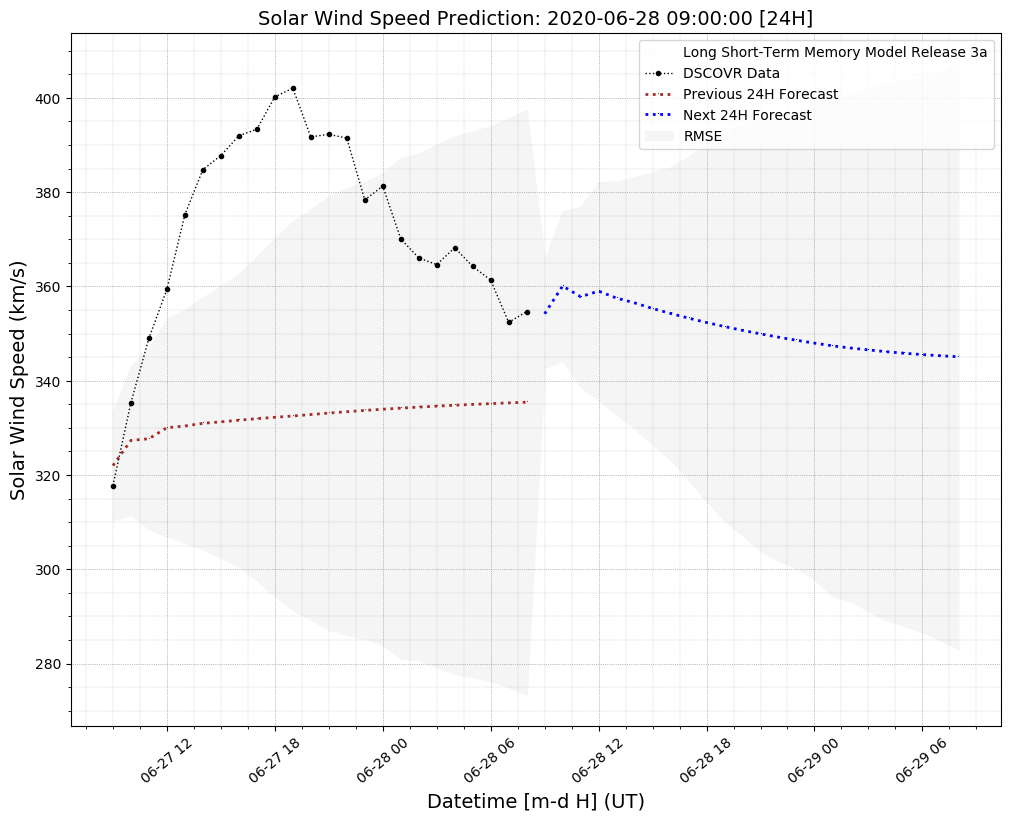 Solar Wind Speed Prediction: 2020-06-28 09:00:00 [24H]
Long Short-Term Memory Model Release 3a
DSCOVR Data
Previous 24H Forecast
Next 24H Forecast
RMSE
Solar Wind Speed (km/s)
400
380
360
340
320
300
280
06-27 12
06-27 18
06-28 00
06-28 06
06-28 12
06-28 18
06-29 00
06-29 06
Datetime [m-d H] (UT)